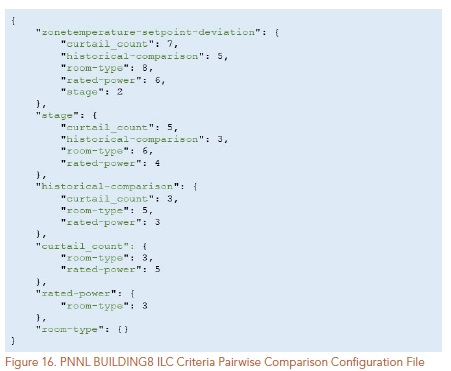 {
"zonetemperature-setpoint-deviation": {
"curtail_count": 7,
"historical-comparison": 5,
"room-type": 8,
"rated-power": 6,
"stage": 2
},
"stage": {
"curtail_count": 5,
"historical-comparison": 3,
"room-type": 6,
"rated-power": 4
},
"historical-comparison": {
"curtail_count": 3,
"room-type": 5,
"rated-power": 3
},
"curtail_count": {
"room-type": 3,
"rated-power": 5
},
"rated-power": {
"room-type": 3
},
"room-type": {}
}
Figure 16. PNNL BUILDING8 ILC Criteria Pairwise Comparison Configuration File